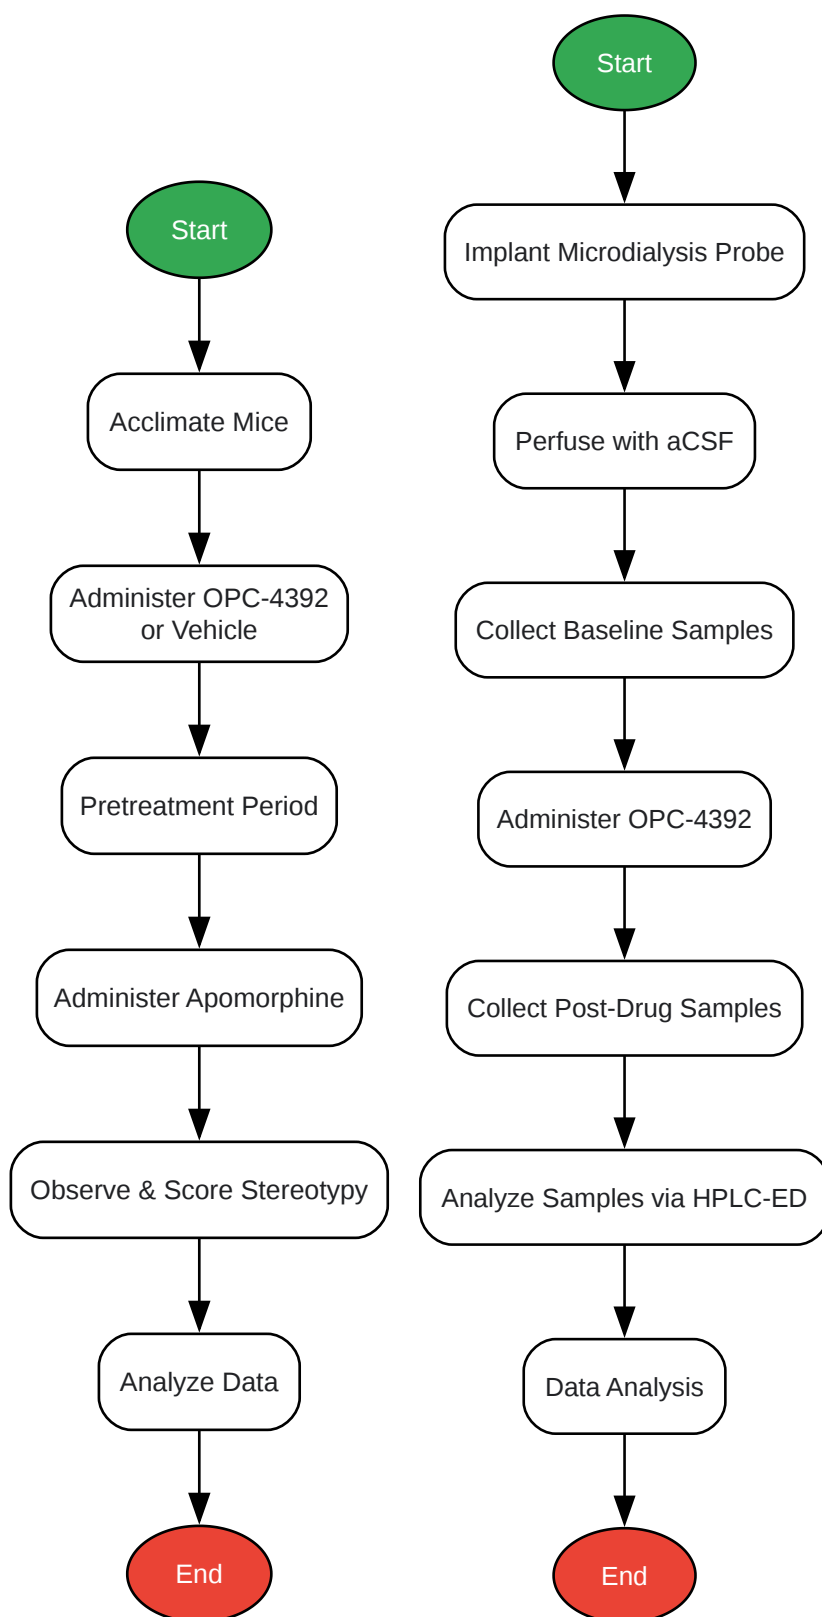 Start
Acclimate Mice
Administer OPC-4392
or Vehicle
Pretreatment Period
Administer Apomorphine
Observe & Score Stereotypy
Analyze Data
End
Start
Implant Microdialysis Probe
Perfuse with aCSF
Collect Baseline Samples
Administer OPC-4392
Collect Post-Drug Samples
Analyze Samples via HPLC-ED
Data Analysis
End